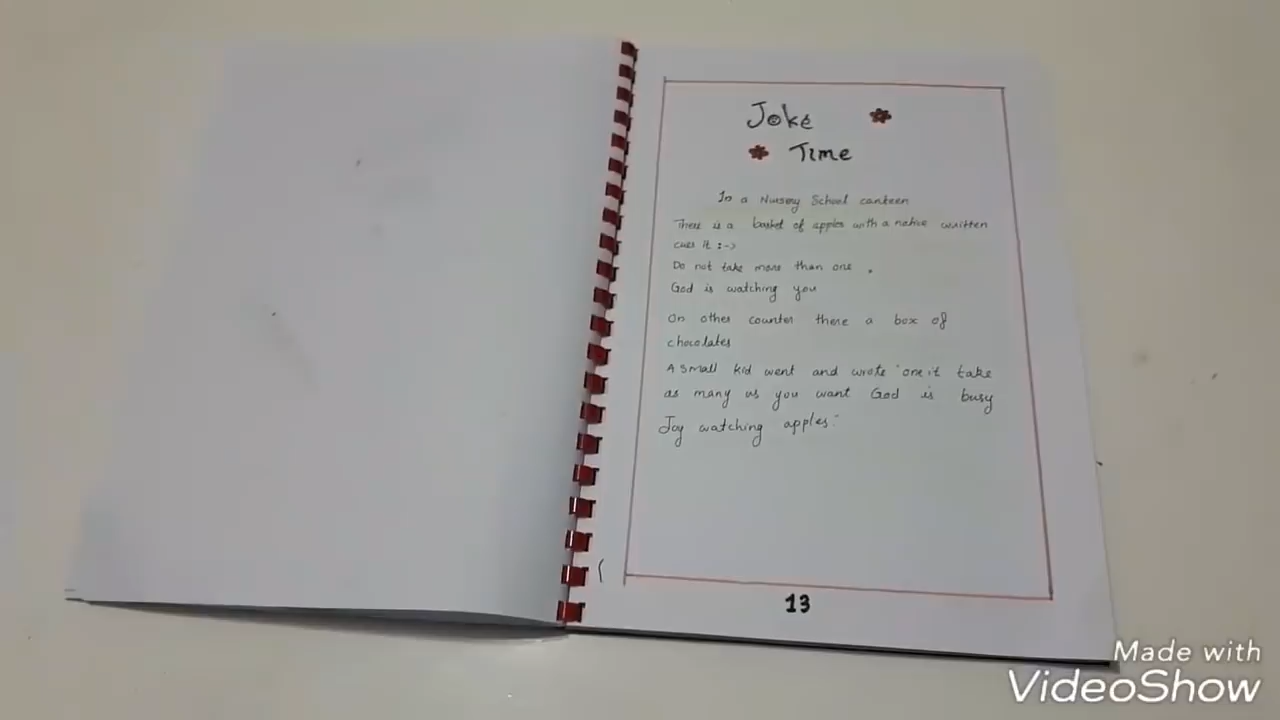 Joke
Time
In a Nursery School canteen
There is a basket of apples with a notice written
over it :->
Do not take more than one .
God is watching you
On other counter there a box of
chocolates
A small kid went and wrote "one it take
as many us you want God is busy
Joy watching apples."
13
Made with
VideoShow